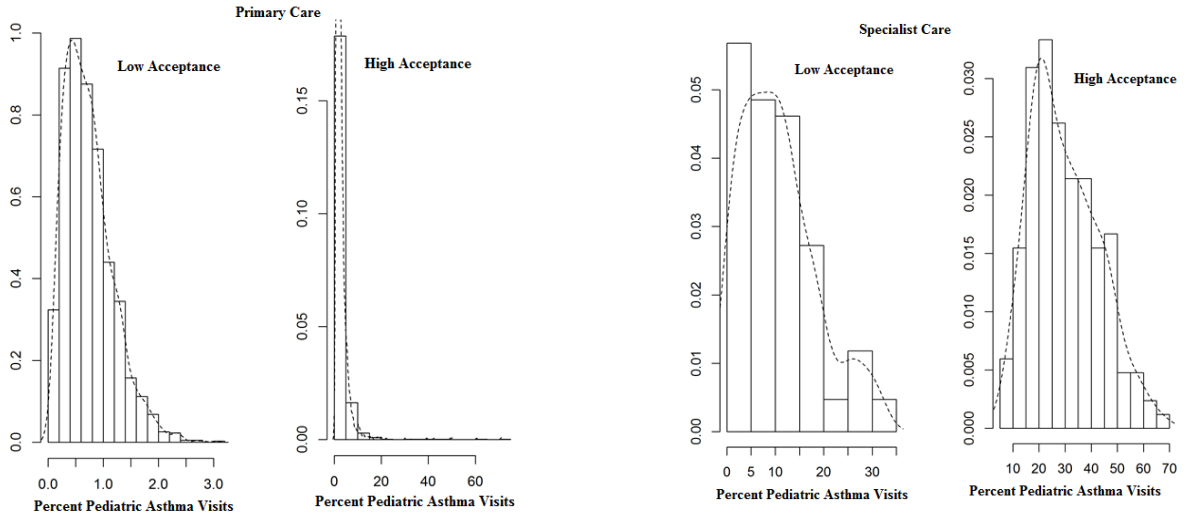 Primary Care
Specialist Care
Low Acceptance
High Acceptance
Low Acceptance
High Acceptance
1.0
0.8
0.6
0.4
0.2
0.0
0.0 1.0 2.0 3.0
Percent Pediatric Asthma Visits
0.15
0.10
0.05
0.00
0 20 40 60
Percent Pediatric Asthma Visits
0.05
0.04
0.03
0.02
0.01
0.00
0 5 10 20 30
Percent Pediatric Asthma Visits
0.030
0.025
0.020
0.015
0.010
0.005
0.000
10 20 30 40 50 60 70
Percent Pediatric Asthma Visits